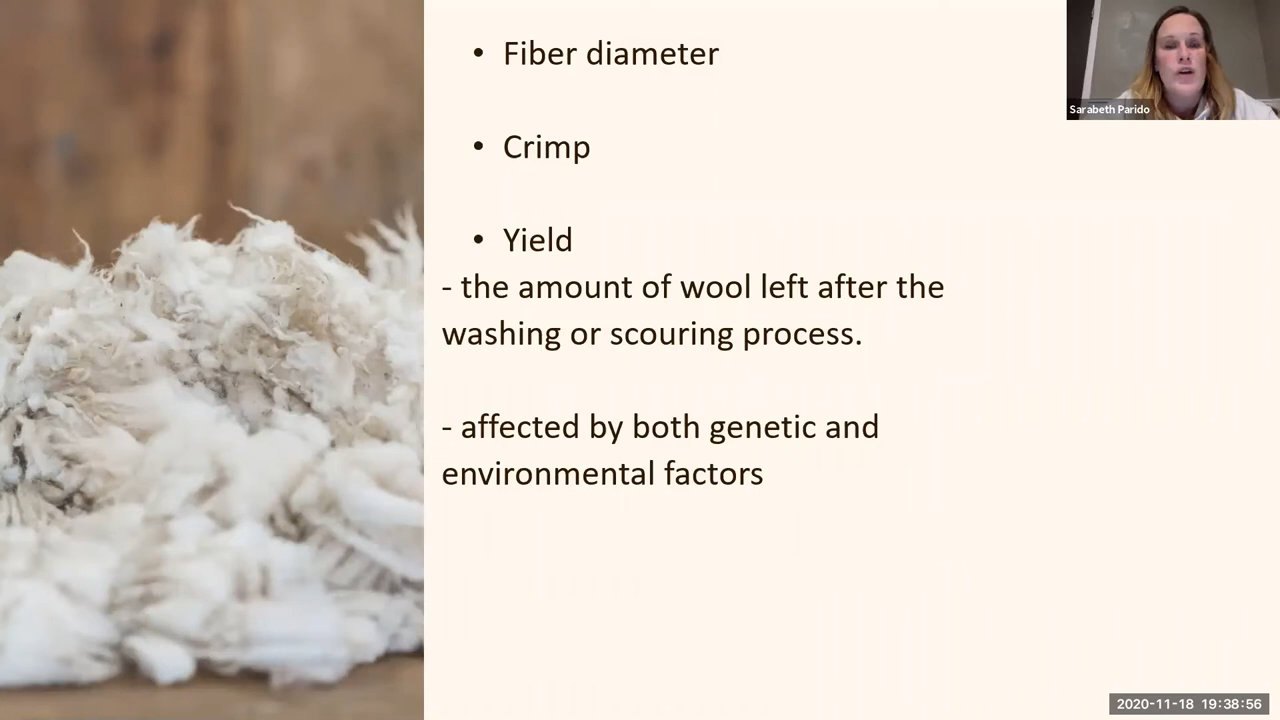 • Fiber diameter
Sarabeth Parido
• Crimp
• Yield
- the amount of wool left after the
washing or scouring process.
- affected by both genetic and
environmental factors
2020-11-18 19:38:56